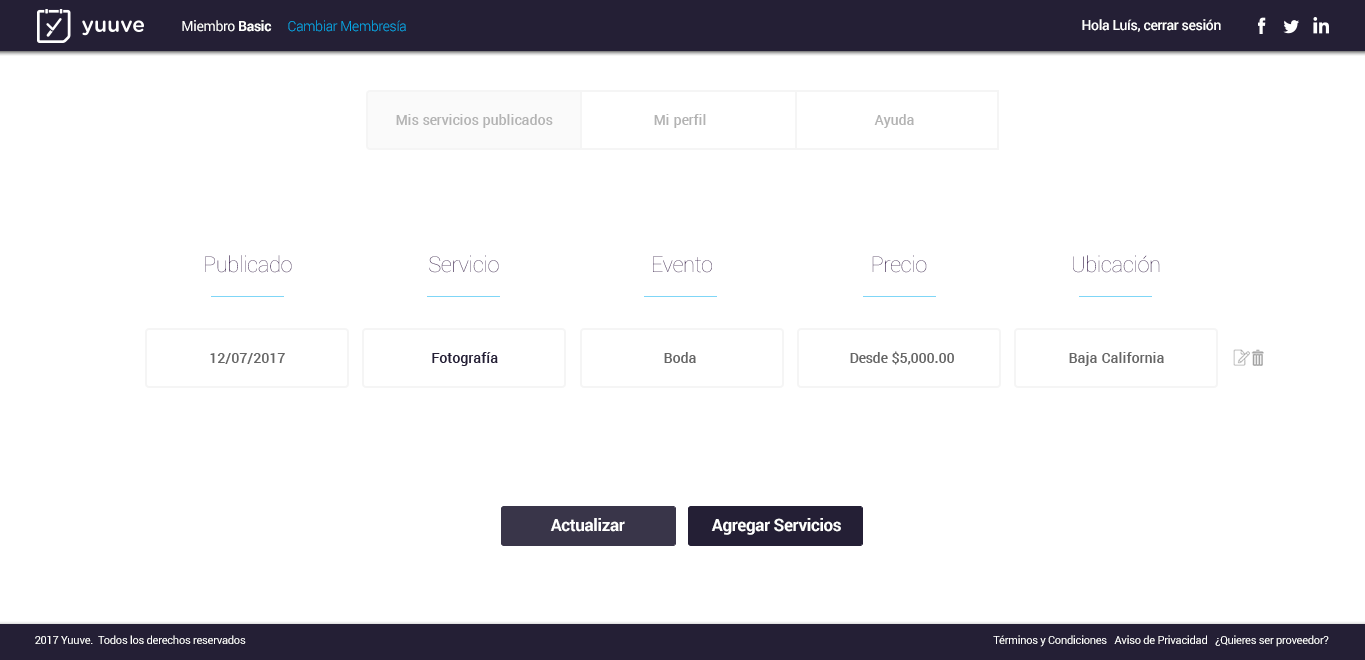 yuuve Miembro Basic Cambiar Membresía Hola Luís, cerrar sesión
Mis servicios publicados Mi perfil Ayuda
Publicado Servicio Evento Precio Ubicación
12/07/2017 Fotografía Boda Desde $5,000.00 Baja California
Actualizar Agregar Servicios
2017 Yuuve. Todos los derechos reservados Términos y Condiciones Aviso de Privacidad ¿Quieres ser proveedor?